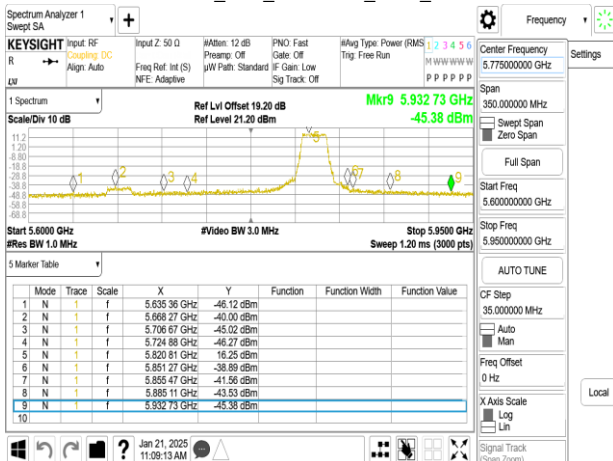 Spectrum Analyzer 1
Swept SA
Frequency
KEYSIGHT
R
Input: RF
Coupling: DC
Align: Auto
Input Z: 50 Ω
Freq Ref: Int (S)
NFE: Adaptive
#Atten: 12 dB
Preamp: Off
µW Path: Standard
PNO: Fast
Gate: Off
IF Gain: Low
Sig Track: Off
#Avg Type: Power (RMS
Trig: Free Run
1 2 3 4 5 6
M W W W W W
P P P P P P
1 Spectrum
Scale/Div 10 dB
Ref Lvl Offset 19.20 dB
Ref Level 21.20 dBm
Mkr9 5.932 73 GHz
-45.38 dBm
11.2
1.20
-8.80
-18.8
-28.8
-38.8
-48.8
-58.8
-68.8
1
2
3
4
5
6
7
8
9
Start 5.6000 GHz
#Res BW 1.0 MHz
#Video BW 3.0 MHz
Stop 5.9500 GHz
Sweep 1.20 ms (3000 pts)
5 Marker Table
Mode Trace Scale X Y Function Function Width Function Value
1 N 1 f 5.635 36 GHz -46.12 dBm
2 N 1 f 5.668 27 GHz -40.00 dBm
3 N 1 f 5.706 67 GHz -45.02 dBm
4 N 1 f 5.724 88 GHz -46.27 dBm
5 N 1 f 5.820 81 GHz 16.25 dBm
6 N 1 f 5.851 27 GHz -38.89 dBm
7 N 1 f 5.855 47 GHz -41.56 dBm
8 N 1 f 5.885 11 GHz -43.53 dBm
9 N 1 f 5.932 73 GHz -45.38 dBm
10
Jan 21, 2025
11:09:13 AM
Center Frequency
5.775000000 GHz
Span
350.000000 MHz
Swept Span
Zero Span
Full Span
Start Freq
5.600000000 GHz
Stop Freq
5.950000000 GHz
AUTO TUNE
CF Step
35.000000 MHz
Auto
Man
Freq Offset
0 Hz
X Axis Scale
Log
Lin
Signal Track
(Span Zoom)
Settings
Local